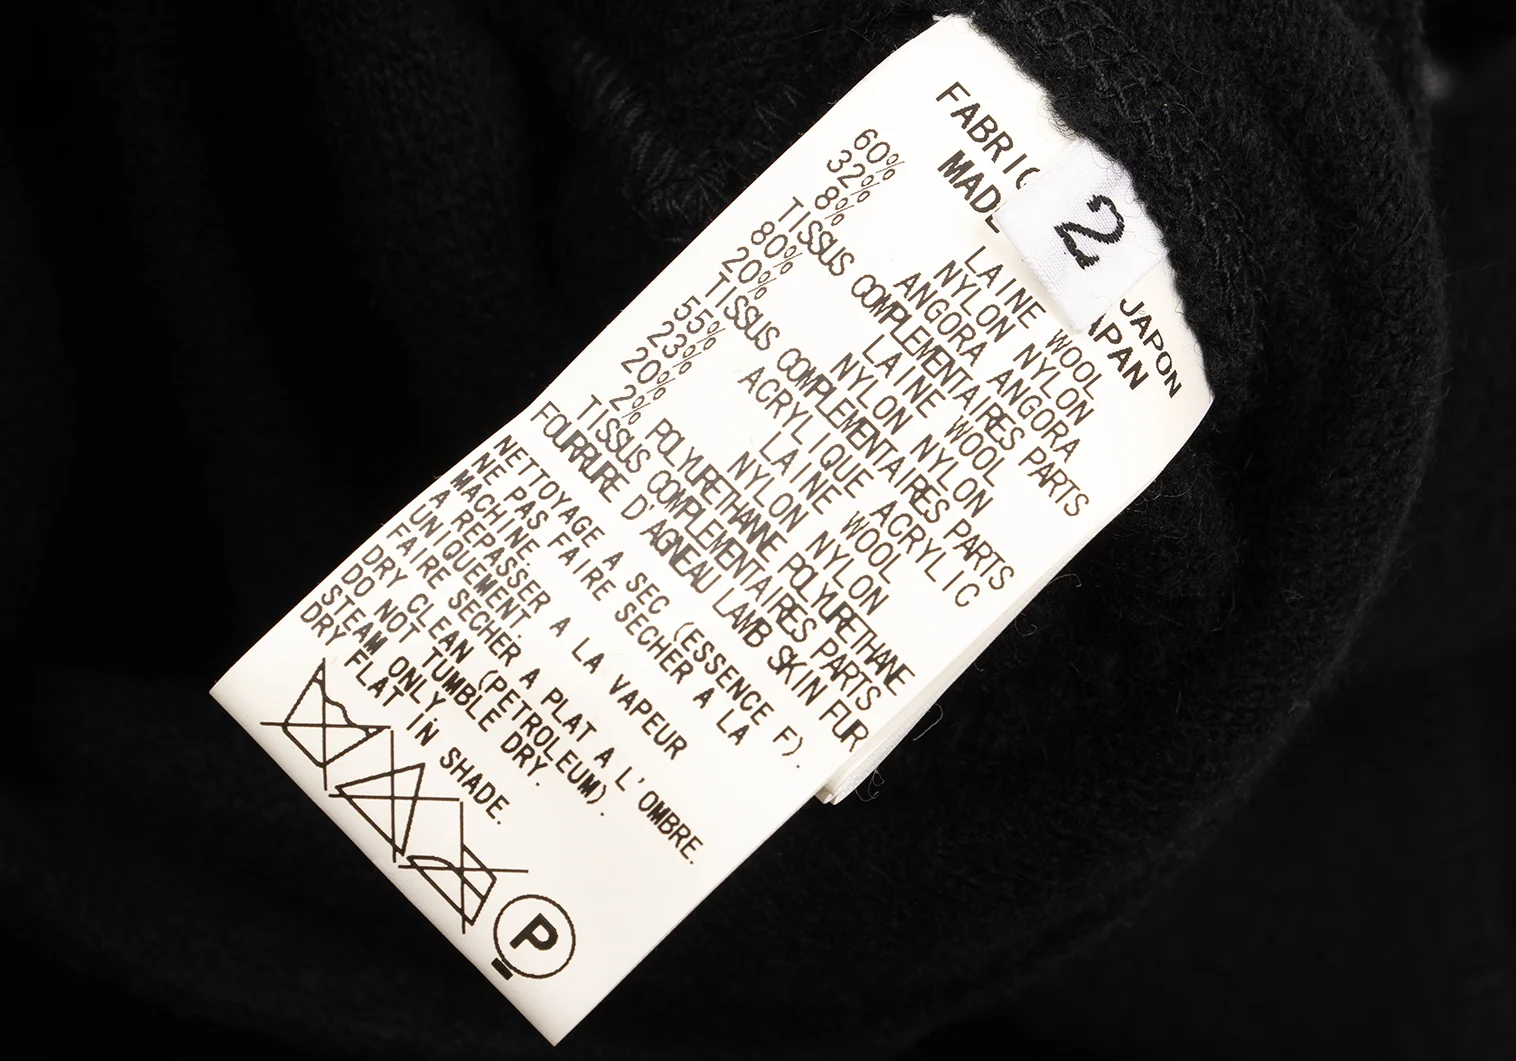 FABRIC
JAPON
MADE
2
60% LAINE WOOL
32% NYLON NYLON
8% ANGORA ANGORA
TISSUS COMPLEMENTAIRES PARTS
80% LAINE WOOL
20% NYLON NYLON
TISSUS COMPLEMENTAIRES PARTS
55% ACRYLIQUE ACRYLIC
23% LAINE WOOL
20% NYLON NYLON
2% POLYURETHANNE POLYURETHANE
TISSUS COMPLEMENTAIRES PARTS
FOURRURE D'AGNEAU LAMB SKIN FUR
NETTOYAGE A SEC (ESSENCE F).
NE PAS FAIRE SECHER A LA
MACHINE.
A REPASSER A LA VAPEUR
UNIQUEMENT.
FAIRE SECHER A PLAT A L'OMBRE.
DRY CLEAN (PETROLEUM).
DO NOT TUMBLE DRY.
STEAM ONLY.
DRY FLAT IN SHADE.
P